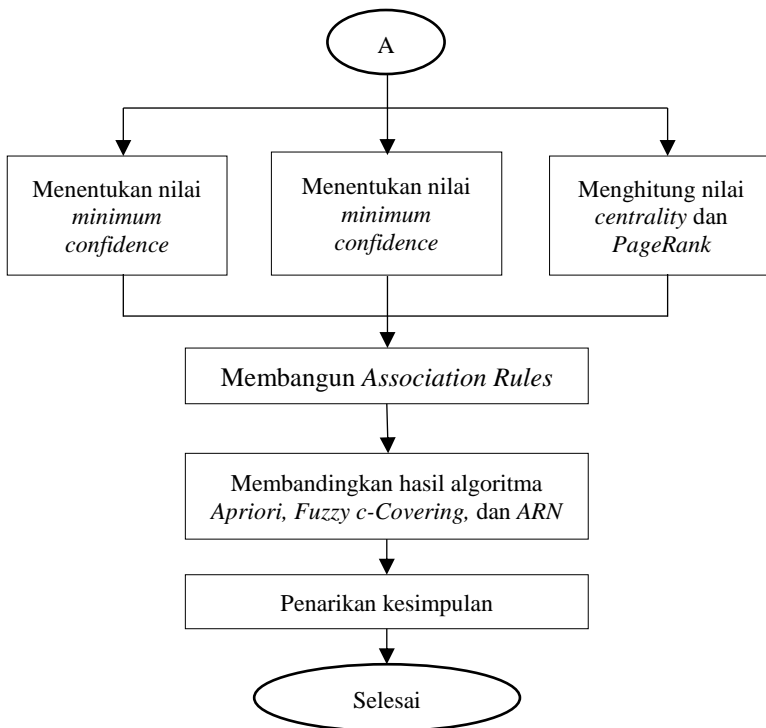 A
Menentukan nilai
minimum
confidence
Menentukan nilai
minimum
confidence
Menghitung nilai
centrality dan
PageRank
Membangun Association Rules
Membandingkan hasil algoritma
Apriori, Fuzzy c-Covering, dan ARN
Penarikan kesimpulan
Selesai